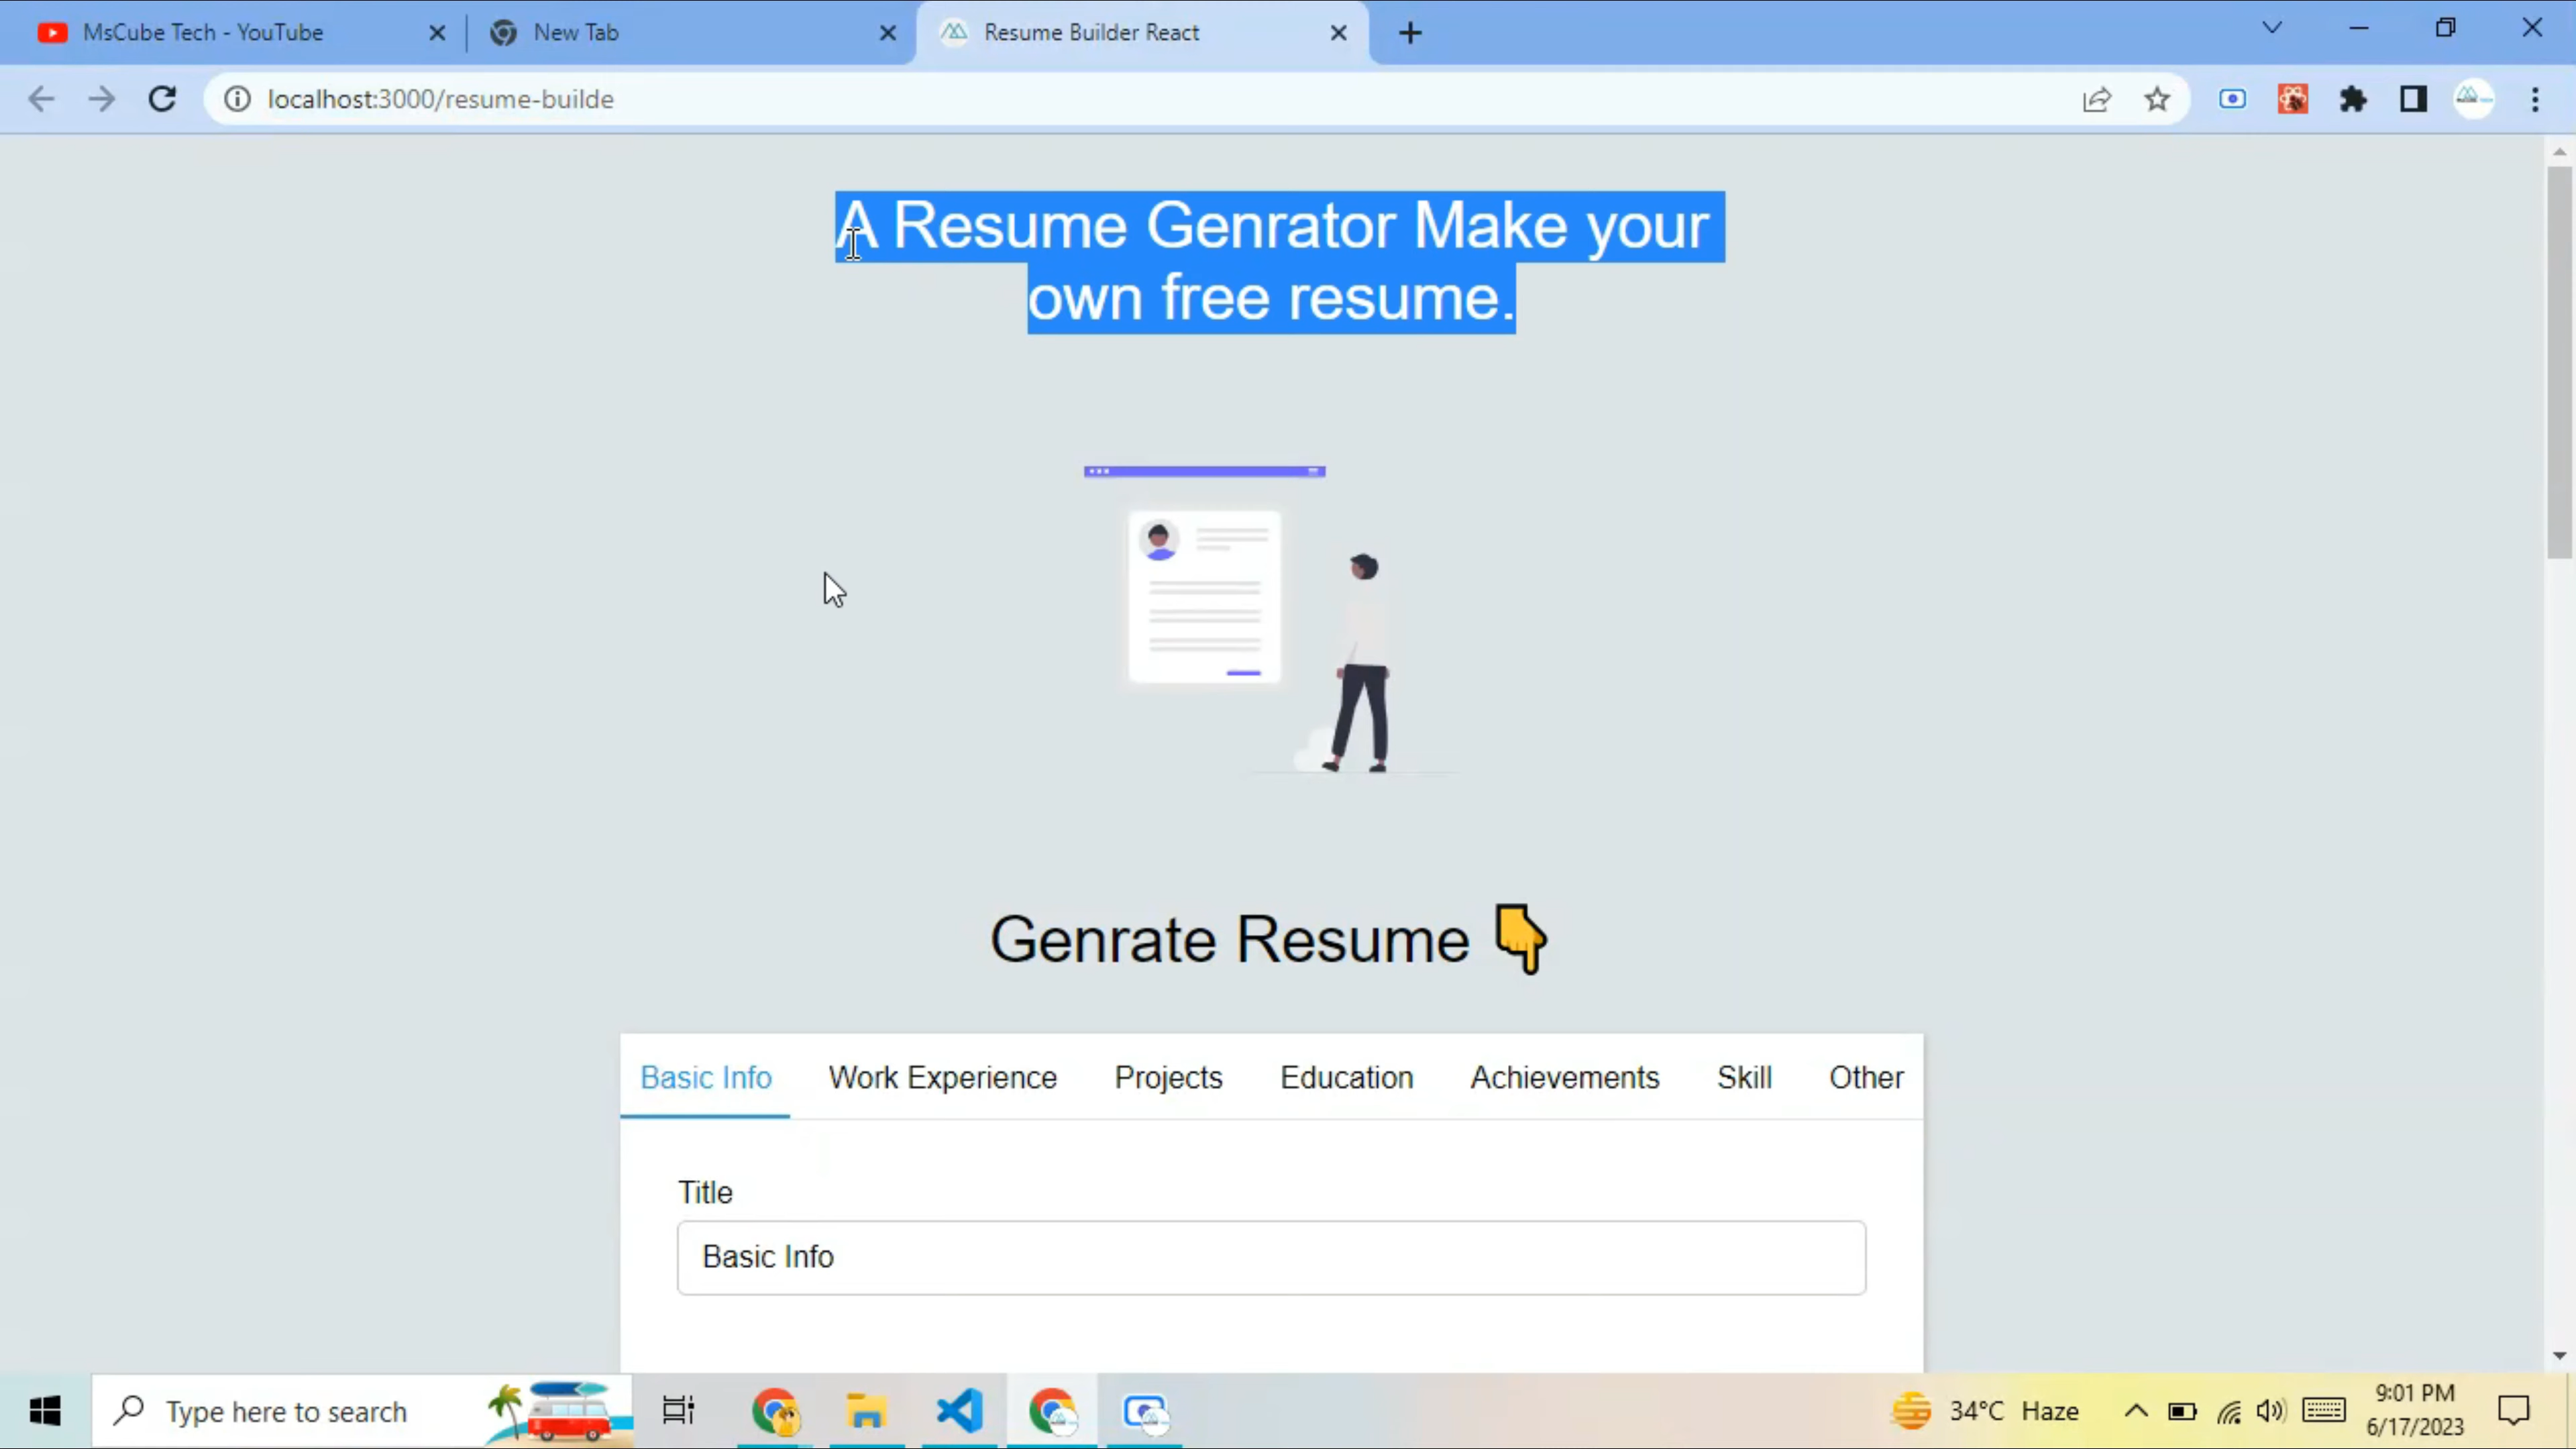 MsCube Tech - YouTube
New Tab
Resume Builder React
localhost:3000/resume-builde
A Resume Genrator Make your
own free resume.
Genrate Resume 👇
Basic Info
Work Experience
Projects
Education
Achievements
Skill
Other
Title
Basic Info
Type here to search
34°C Haze
9:01 PM
6/17/2023